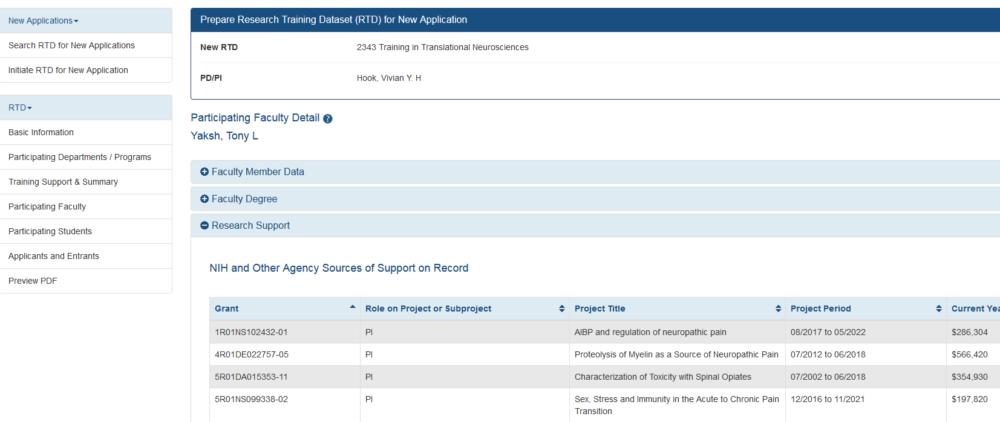 New Applications
Search RTD for New Applications
Initiate RTD for New Application
RTD
Basic Information
Participating Departments / Programs
Training Support & Summary
Participating Faculty
Participating Students
Applicants and Entrants
Preview PDF
Prepare Research Training Dataset (RTD) for New Application
New RTD 2343 Training in Translational Neurosciences
PD/PI Hook, Vivian Y. H
Participating Faculty Detail ?
Yaksh, Tony L
Faculty Member Data
Faculty Degree
Research Support
NIH and Other Agency Sources of Support on Record
Grant Role on Project or Subproject Project Title Project Period Current Yea
1R01NS102432-01 PI AIBP and regulation of neuropathic pain 08/2017 to 05/2022 $286,304
4R01DE022757-05 PI Proteolysis of Myelin as a Source of Neuropathic Pain 07/2012 to 06/2018 $566,420
5R01DA015353-11 PI Characterization of Toxicity with Spinal Opiates 07/2002 to 06/2018 $354,930
5R01NS099338-02 PI Sex, Stress and Immunity in the Acute to Chronic Pain 12/2016 to 11/2021 $197,820
Transition